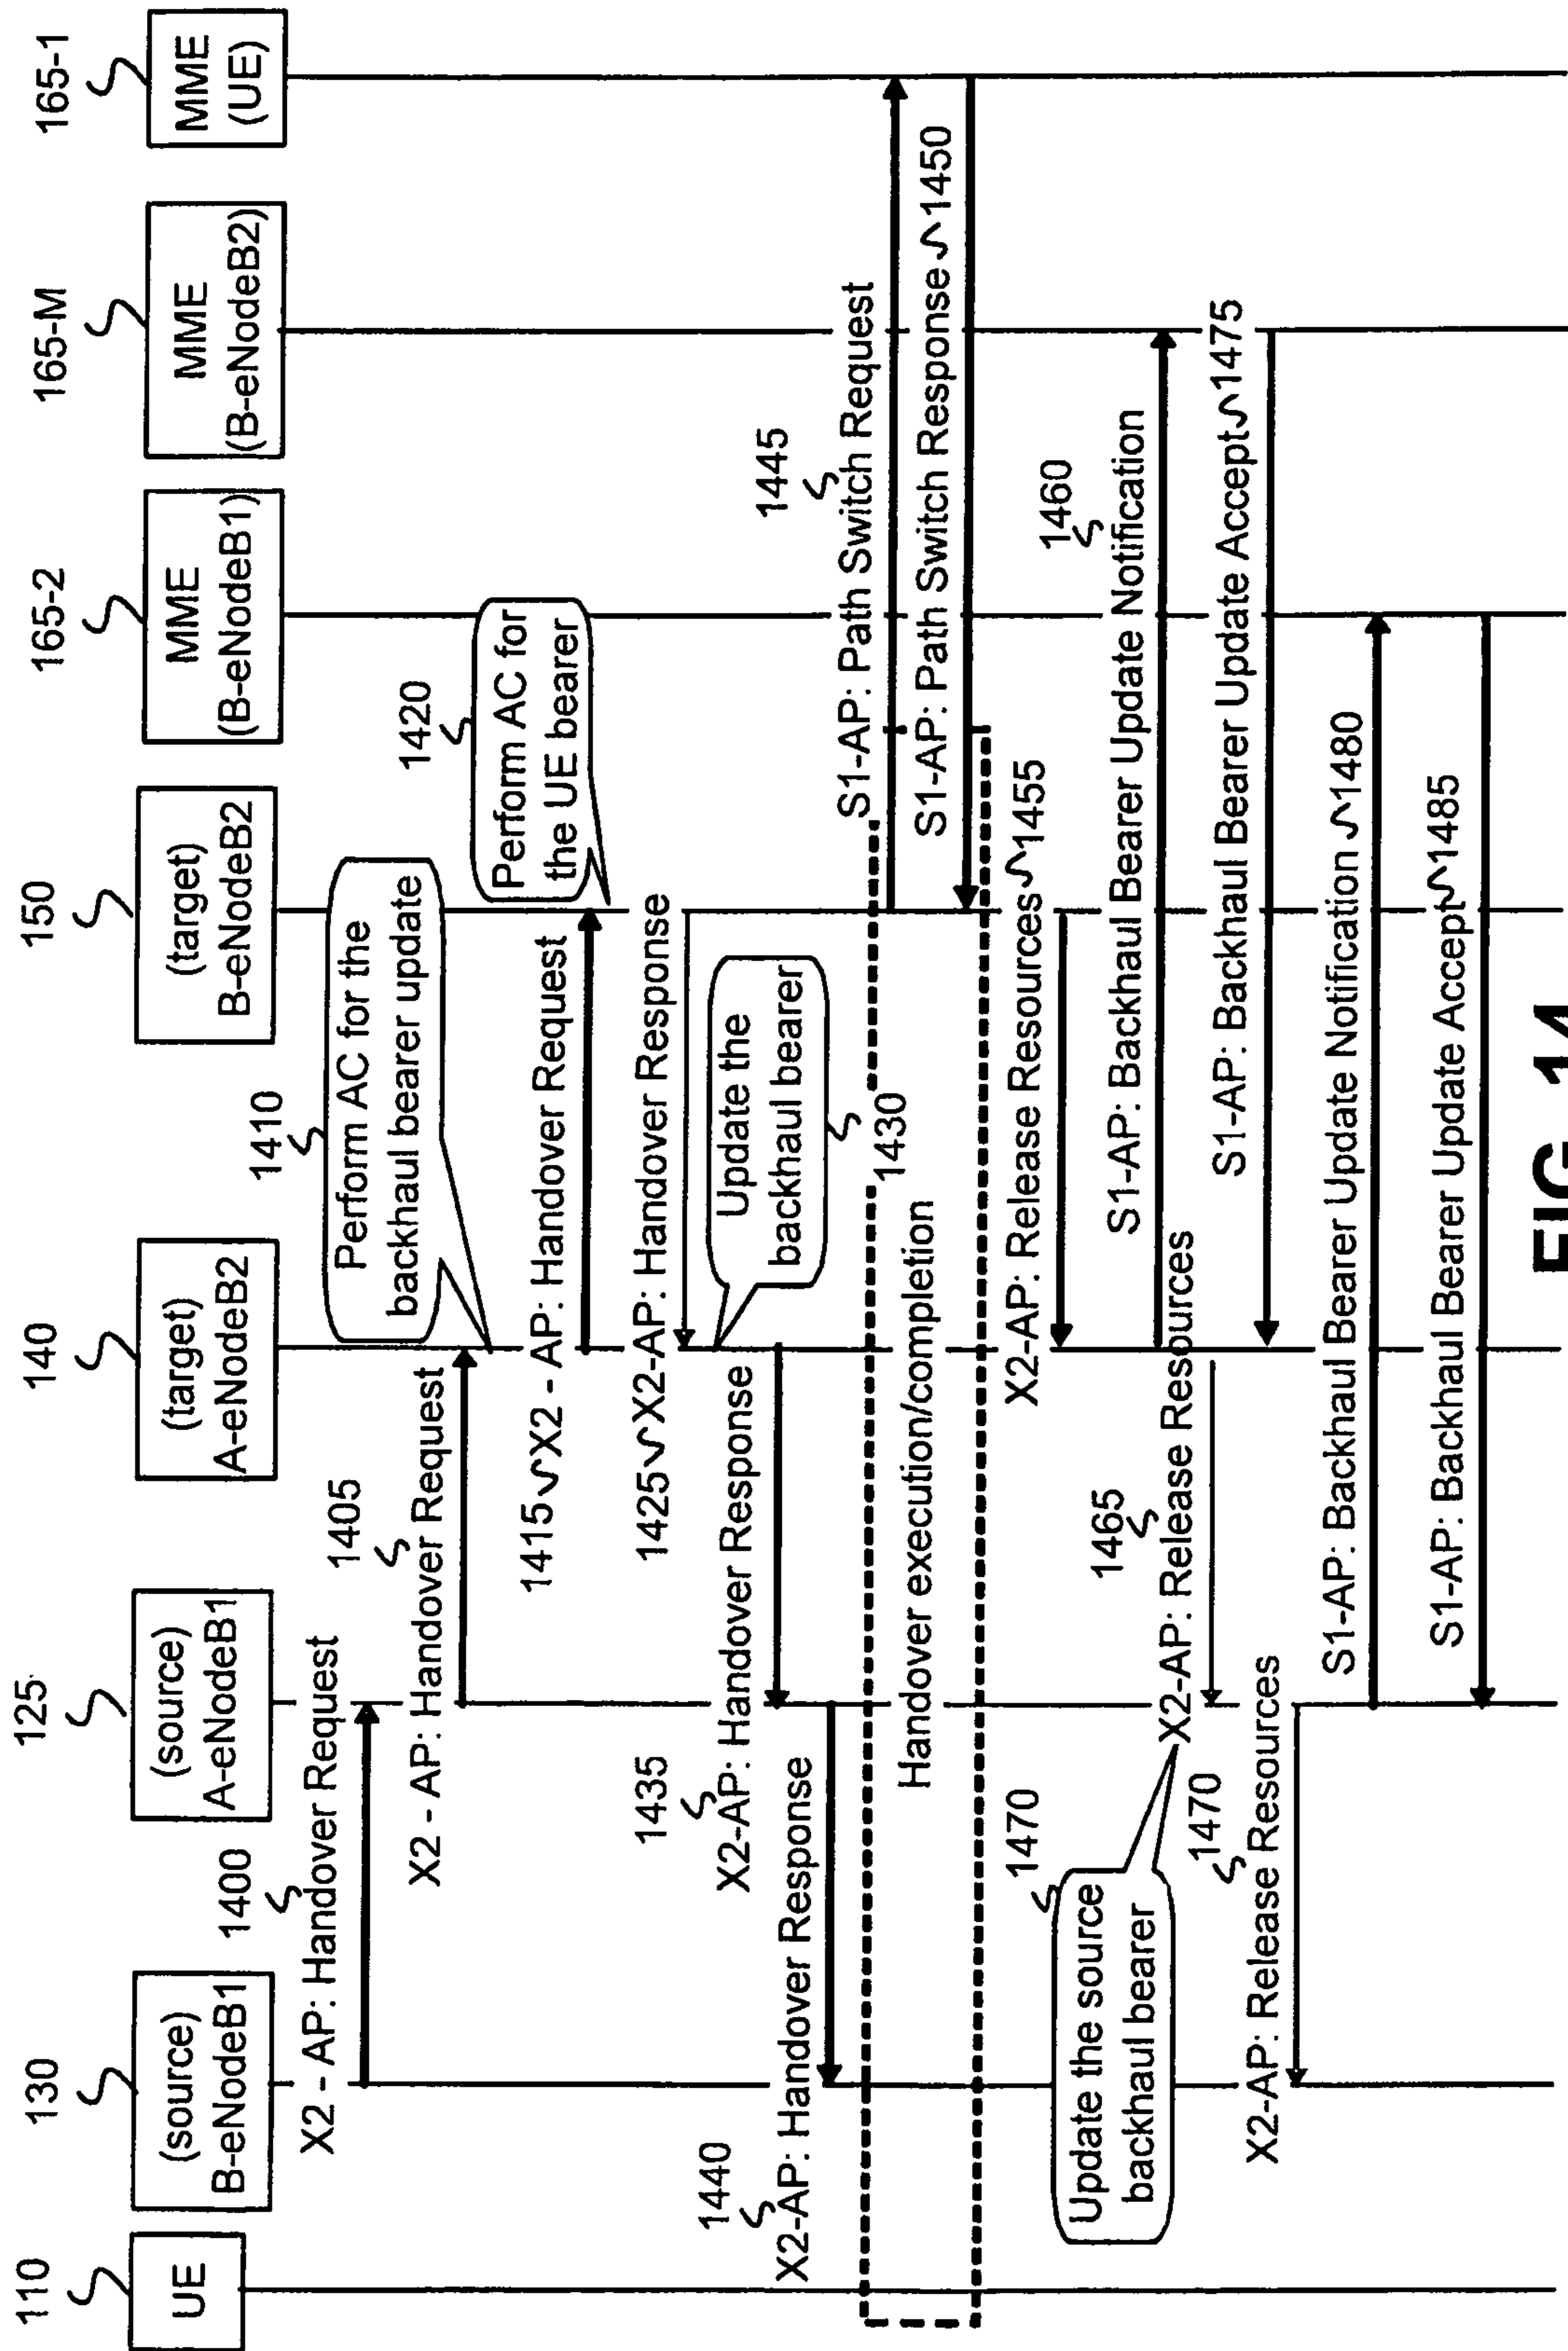 110
130
125
140
150
165-2
165-M
165-1
UE
(source)
B-eNodeB1
(source)
A-eNodeB1
(target)
A-eNodeB2
(target)
B-eNodeB2
MME
(B-eNodeB1)
MME
(B-eNodeB2)
MME
(UE)
1400
X2 - AP: Handover Request
1405
X2 - AP: Handover Request
1410
Perform AC for the
backhaul bearer update
1415 X2 - AP: Handover Request
1420
Perform AC for
the UE bearer
1425 X2-AP: Handover Response
Update the
backhaul bearer
1430
1435
X2-AP: Handover Response
1440
X2-AP: Handover Response
Handover execution/completion
1445
S1-AP: Path Switch Request
S1-AP: Path Switch Response 1450
X2-AP: Release Resources 1455
1460
S1-AP: Backhaul Bearer Update Notification
1465
X2-AP: Release Resources
1470
Update the source
backhaul bearer
S1-AP: Backhaul Bearer Update Accept 1475
1470
X2-AP: Release Resources
S1-AP: Backhaul Bearer Update Notification 1480
S1-AP: Backhaul Bearer Update Accept 1485
FIG. 14